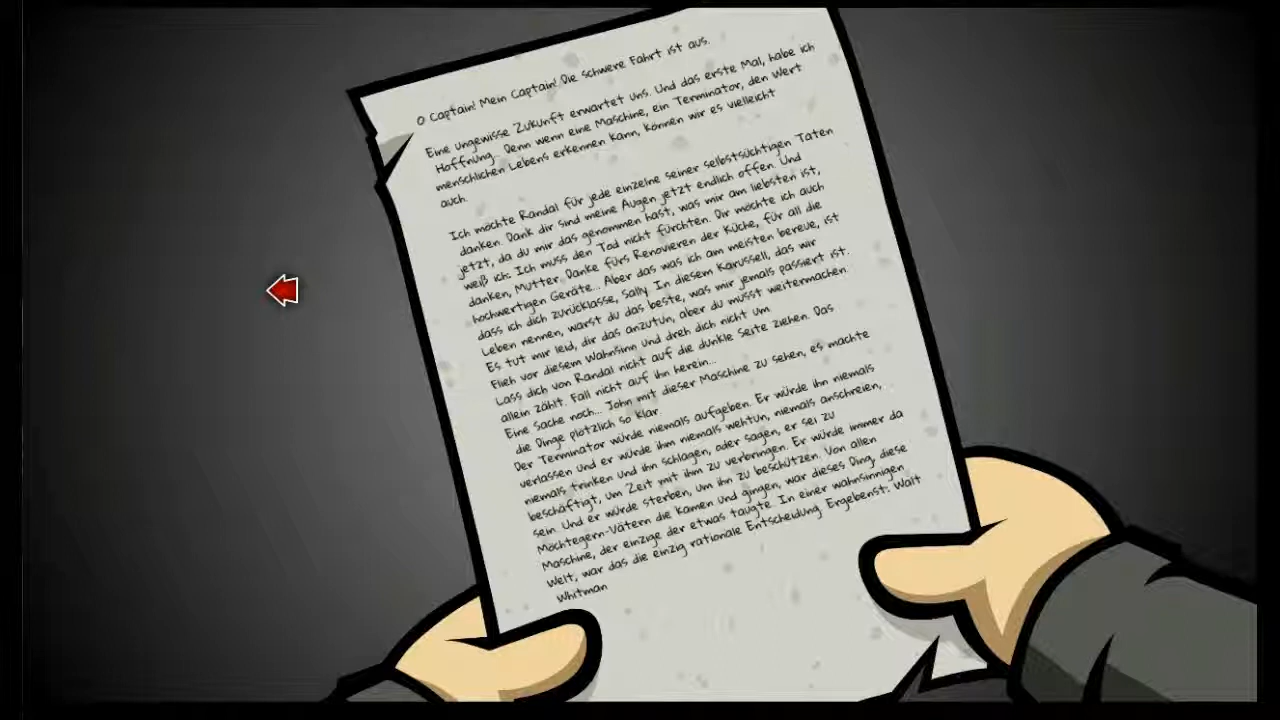 O Captain! Mein Captain! Die schwere Fahrt ist aus.
Eine ungewisse Zukunft erwartet uns. Und das erste Mal, habe ich
Hoffnung. Denn wenn eine Maschine, ein Terminator, den Wert
menschlichen Lebens erkennen kann, können wir es vielleicht
auch.
Ich möchte Randal für jede einzelne seiner selbstsüchtigen Taten
danken. Dank dir sind meine Augen jetzt endlich offen. Und
jetzt, da du mir das genommen hast, was mir am liebsten ist,
weiß ich: Ich muss den Tod nicht fürchten. Dir möchte ich auch
danken, Mutter. Danke fürs Renovieren der Küche, für all die
hochwertigen Geräte... Aber das was ich am meisten bereue, ist
dass ich dich zurücklasse, Sally. In diesem Karussell, das wir
Leben nennen, warst du das beste, was mir jemals passiert ist.
Es tut mir leid, dir das anzutun, aber du musst weitermachen.
Flieh vor diesem Wahnsinn und dreh dich nicht um.
Lass dich von Randal nicht auf die dunkle Seite ziehen. Das
allein zählt. Fall nicht auf ihn herein...
Eine Sache noch... John mit dieser Maschine zu sehen, es machte
die Dinge plötzlich so klar.
Der Terminator würde niemals aufgeben. Er würde ihn niemals
verlassen und er würde ihm niemals wehtun, niemals anschreien,
niemals trinken und ihn schlagen, oder sagen, er sei zu
beschäftigt, um Zeit mit ihm zu verbringen. Er würde immer da
sein. Und er würde sterben, um ihn zu beschützen. Von allen
Möchtegern-Vätern die kamen und gingen, war dieses Ding, diese
Maschine, der einzige der etwas taugte. In einer wahnsinnigen
Welt, war das die einzig rationale Entscheidung. Ergebenst: Walt
Whitman